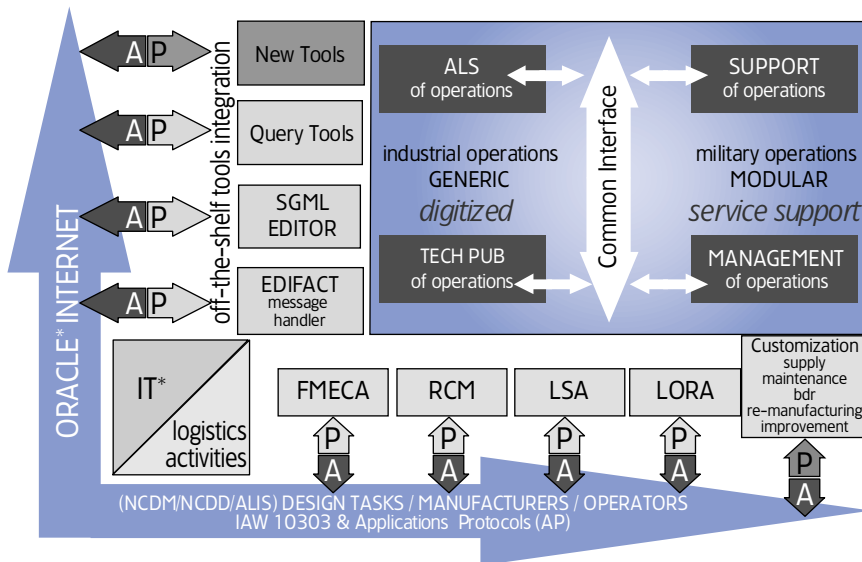 A P
New Tools
A P
Query Tools
A P
SGML
EDITOR
A P
EDIFACT
message
handler
off-the-shelf tools integration
ORACLE* INTERNET
ALS
of operations
SUPPORT
of operations
industrial operations
GENERIC
digitized
Common Interface
military operations
MODULAR
service support
TECH PUB
of operations
MANAGEMENT
of operations
IT*
logistics
activities
FMECA
RCM
LSA
LORA
Customization
supply
maintenance
bdr
re-manufacturing
improvement
P
A
P
A
P
A
P
A
P
A
(NCDM/NCDD/ALIS) DESIGN TASKS / MANUFACTURERS / OPERATORS
IAW 10303 & Applications Protocols (AP)